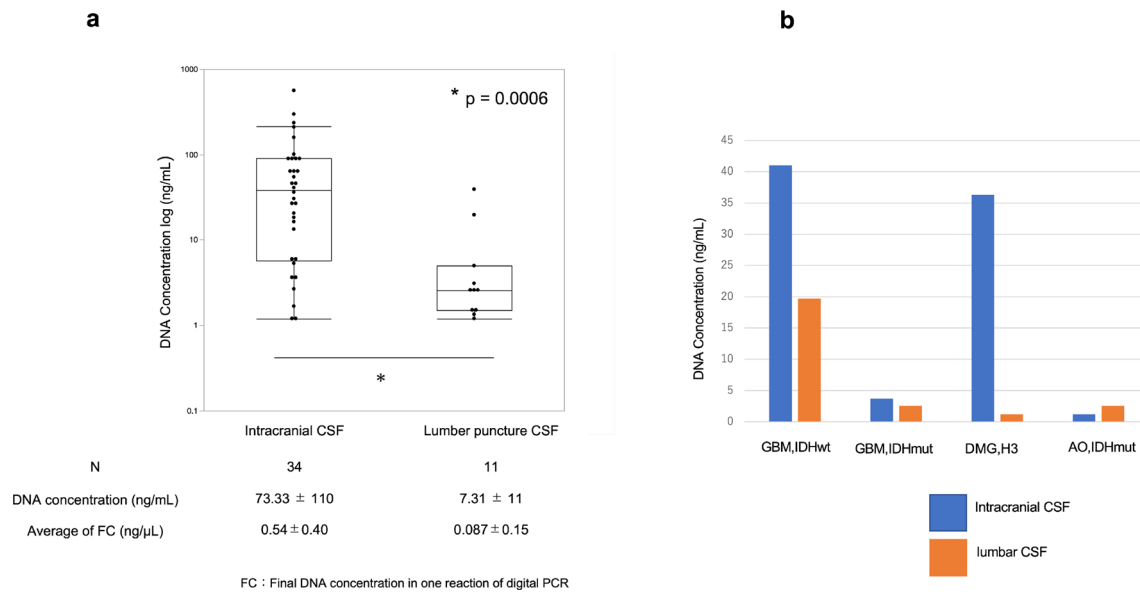 a
1000
100
10
1
0.1
DNA Concentration log (ng/mL)
* p = 0.0006
*
Intracranial CSF Lumber puncture CSF
N 34 11
DNA concentration (ng/mL) 73.33 ± 110 7.31 ± 11
Average of FC (ng/μL) 0.54±0.40 0.087±0.15
FC：Final DNA concentration in one reaction of digital PCR
b
45
40
35
30
25
20
15
10
5
0
DNA Concentration (ng/mL)
GBM,IDHwt GBM,IDHmut DMG,H3 AO,IDHmut
Intracranial CSF
lumbar CSF